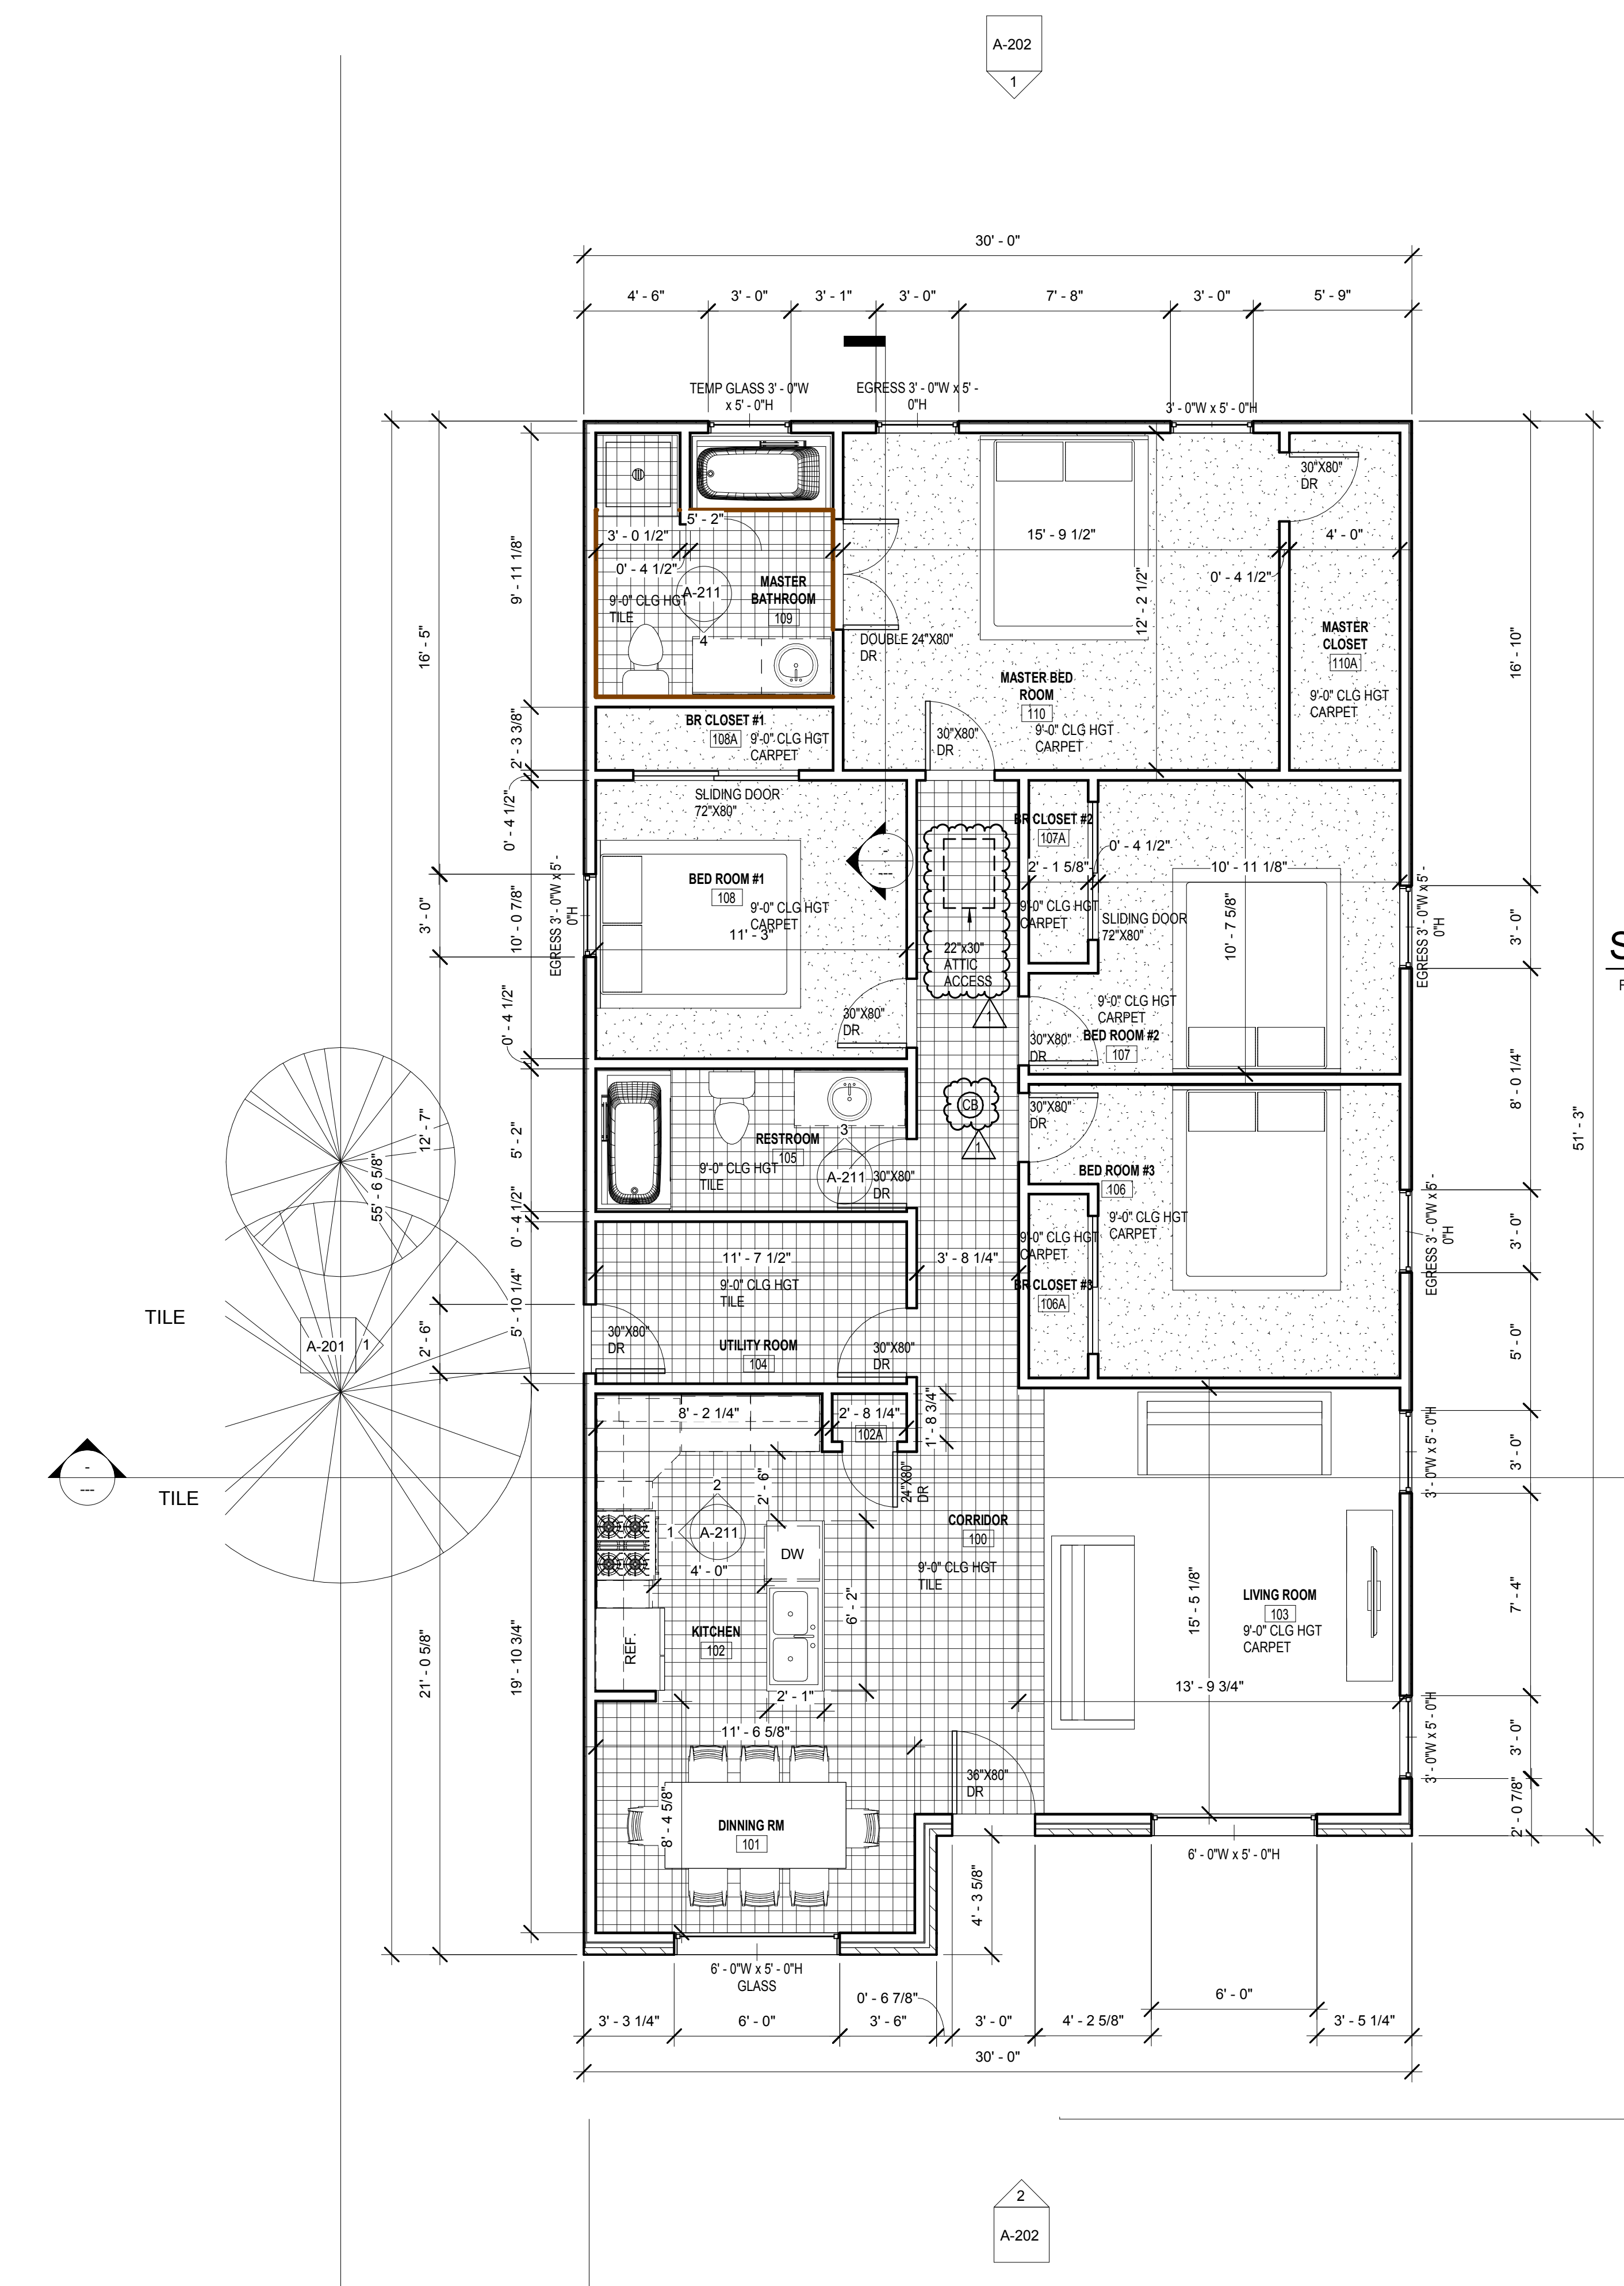 A-202
1
30' - 0"
4' - 6"
3' - 0"
3' - 1"
3' - 0"
7' - 8"
3' - 0"
5' - 9"
TEMP GLASS 3' - 0"W
x 5' - 0"H
EGRESS 3' - 0"W x 5' -
0"H
3' - 0"W x 5' - 0"H
30"X80"
DR
5' - 2"
3' - 0 1/2"
0' - 4 1/2"
15' - 9 1/2"
4' - 0"
0' - 4 1/2"
12' - 2 1/2"
9' - 11 1/8"
MASTER
BATHROOM
109
9'-0" CLG HGT
TILE
A-211
4
DOUBLE 24"X80"
DR
MASTER
CLOSET
110A
9'-0" CLG HGT
CARPET
16' - 5"
16' - 10"
MASTER BED
ROOM
110
9'-0" CLG HGT
CARPET
BR CLOSET #1
108A
9'-0" CLG HGT
CARPET
30"X80"
DR
2' - 3 3/8"
0' - 4 1/2"
SLIDING DOOR
72"X80"
BR CLOSET #2
107A
0' - 4 1/2"
2' - 1 5/8"
10' - 11 1/8"
-
---
BED ROOM #1
108
9'-0" CLG HGT
CARPET
11' - 3"
9'-0" CLG HGT
CARPET
SLIDING DOOR
72"X80"
10' - 7 5/8"
EGRESS 3' - 0"W x 5' -
0"H
3' - 0"
10' - 0 7/8"
EGRESS 3' - 0"W x 5' -
0"H
3' - 0"
S
22"x30"
ATTIC
ACCESS
1
0' - 4 1/2"
30"X80"
DR
9'-0" CLG HGT
CARPET
30"X80"
DR
BED ROOM #2
107
8' - 0 1/4"
CB
1
30"X80"
DR
51' - 3"
12' - 7"
55' - 6 5/8"
5' - 2"
RESTROOM
105
3
A-211
9'-0" CLG HGT
TILE
30"X80"
DR
BED ROOM #3
106
9'-0" CLG HGT
CARPET
0' - 4 1/2"
EGRESS 3' - 0"W x 5' -
0"H
3' - 0"
9'-0" CLG HGT
CARPET
BR CLOSET #3
106A
11' - 7 1/2"
3' - 8 1/4"
9'-0" CLG HGT
TILE
5' - 10 1/4"
TILE
A-201
1
2' - 6"
30"X80"
DR
UTILITY ROOM
104
30"X80"
DR
5' - 0"
8' - 2 1/4"
2' - 8 1/4"
102A
1' - 8 3/4"
3' - 0"W x 5' - 0"H
3' - 0"
-
---
TILE
2' - 6"
24"X80"
DR
2
1
A-211
4' - 0"
DW
CORRIDOR
100
9'-0" CLG HGT
TILE
6' - 2"
15' - 5 1/8"
LIVING ROOM
103
9'-0" CLG HGT
CARPET
7' - 4"
21' - 0 5/8"
19' - 10 3/4"
REF.
KITCHEN
102
13' - 9 3/4"
2' - 1"
11' - 6 5/8"
3' - 0"W x 5' - 0"H
3' - 0"
36"X80"
DR
8' - 4 5/8"
DINNING RM
101
2' - 0 7/8"
6' - 0"W x 5' - 0"H
4' - 3 5/8"
6' - 0"W x 5' - 0"H
GLASS
0' - 6 7/8"
3' - 3 1/4"
6' - 0"
3' - 6"
3' - 0"
4' - 2 5/8"
6' - 0"
3' - 5 1/4"
30' - 0"
2
A-202